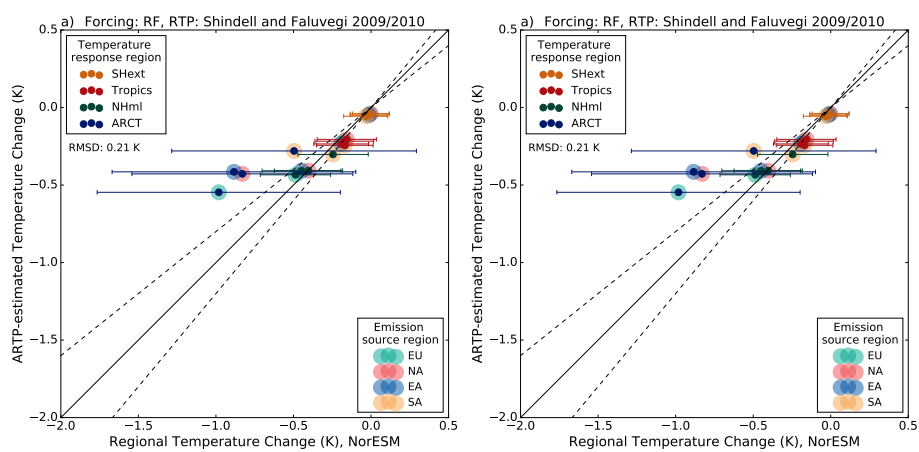 a) Forcing: RF, RTP: Shindell and Faluvegi 2009/2010
0.5
0.0
−0.5
−1.0
−1.5
−2.0
ARTP-estimated Temperature Change (K)
Temperature
response region
SHext
Tropics
NHml
ARCT
RMSD: 0.21 K
Emission
source region
EU
NA
EA
SA
−2.0 −1.5 −1.0 −0.5 0.0 0.5
Regional Temperature Change (K), NorESM
a) Forcing: RF, RTP: Shindell and Faluvegi 2009/2010
0.5
0.0
−0.5
−1.0
−1.5
−2.0
ARTP-estimated Temperature Change (K)
Temperature
response region
SHext
Tropics
NHml
ARCT
RMSD: 0.21 K
Emission
source region
EU
NA
EA
SA
−2.0 −1.5 −1.0 −0.5 0.0 0.5
Regional Temperature Change (K), NorESM